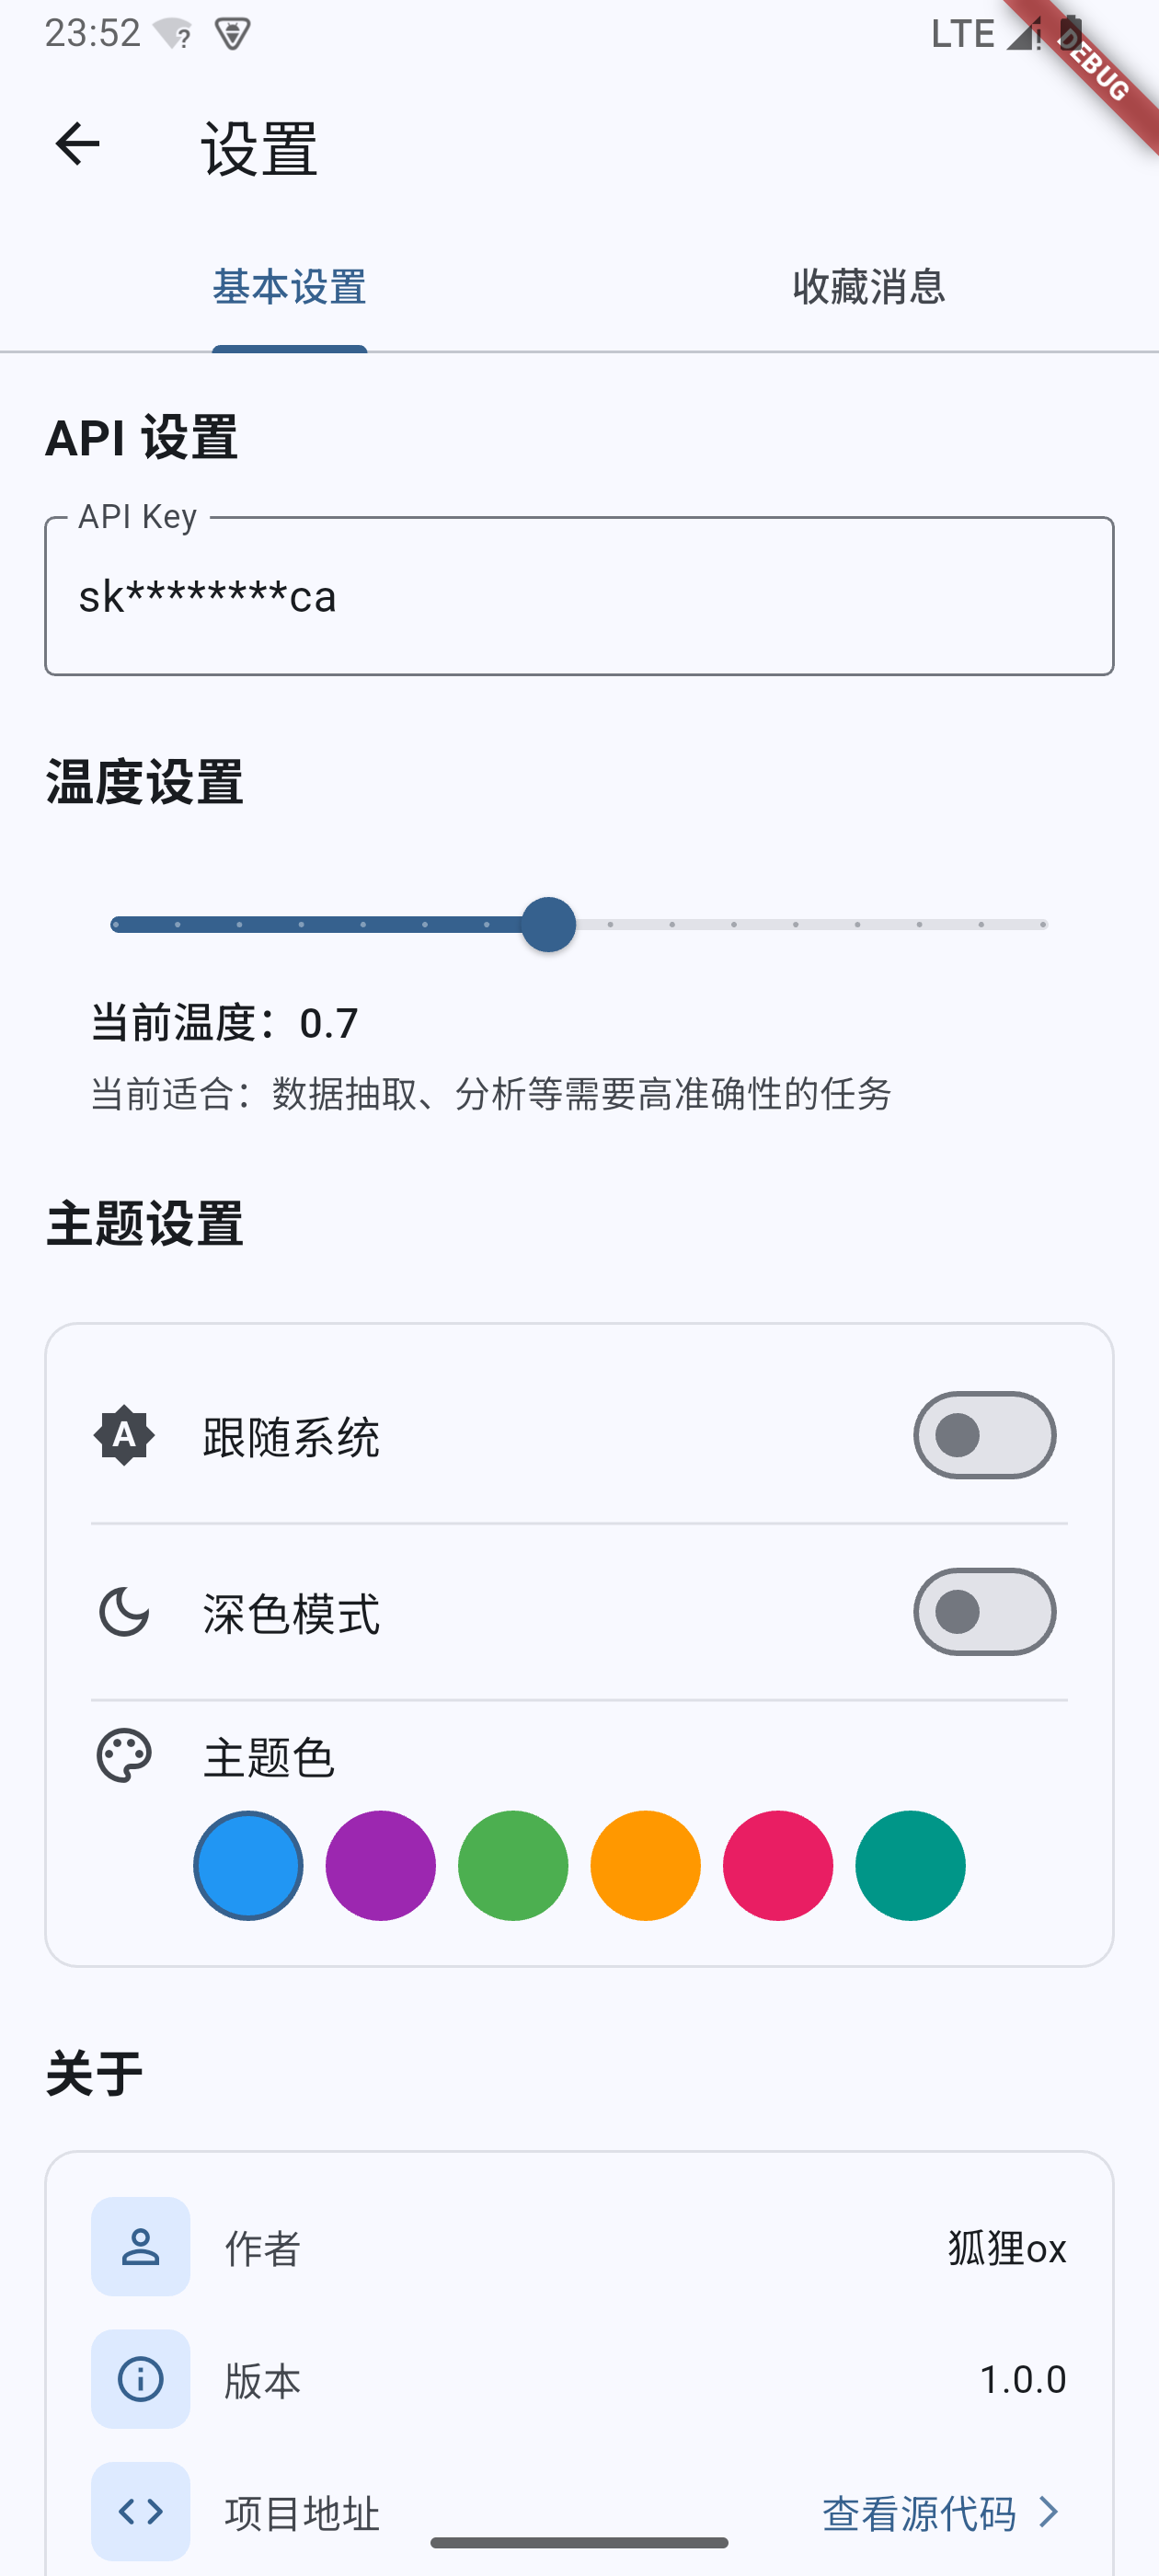 23:52
LTE
DEBUG
设置
基本设置
收藏消息
API 设置
API Key
sk********ca
温度设置
当前温度：0.7
当前适合：数据抽取、分析等需要高准确性的任务
主题设置
A
跟随系统
深色模式
主题色
关于
作者
狐狸ox
版本
1.0.0
项目地址
查看源代码